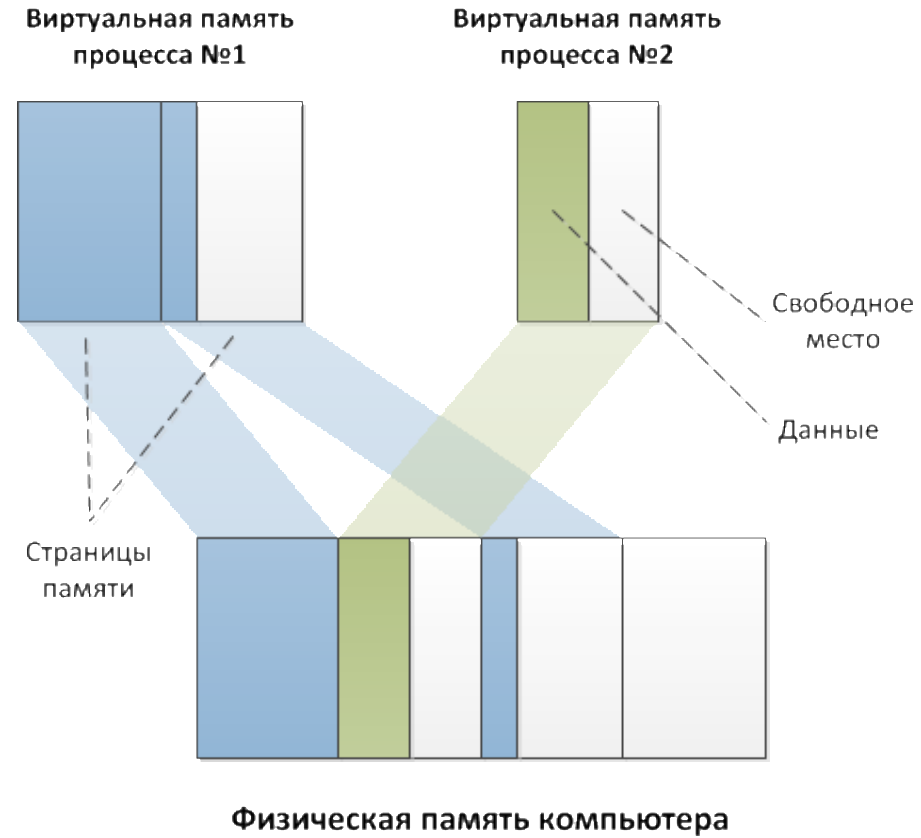 Виртуальная память
процесса №1
Виртуальная память
процесса №2
Свободное
место
Данные
Страницы
памяти
Физическая память компьютера